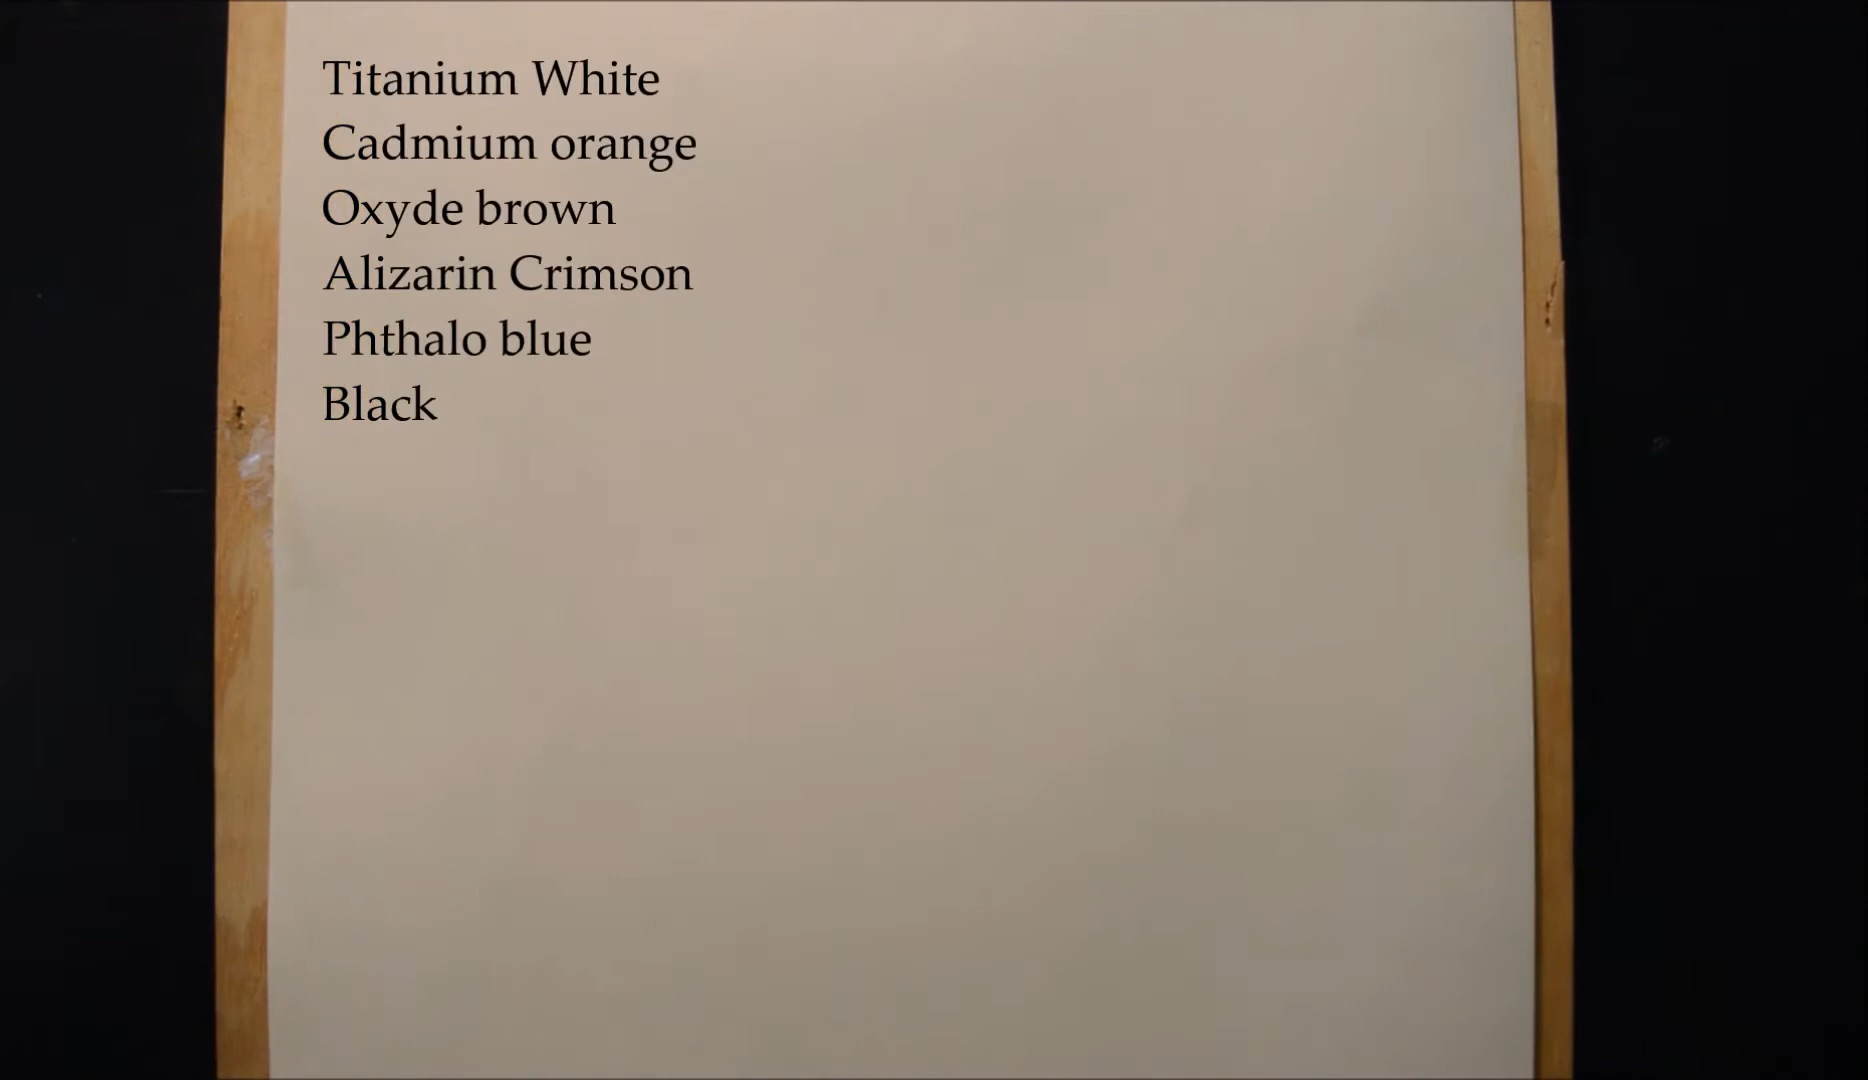 Titanium White
Cadmium orange
Oxyde brown
Alizarin Crimson
Phthalo blue
Black